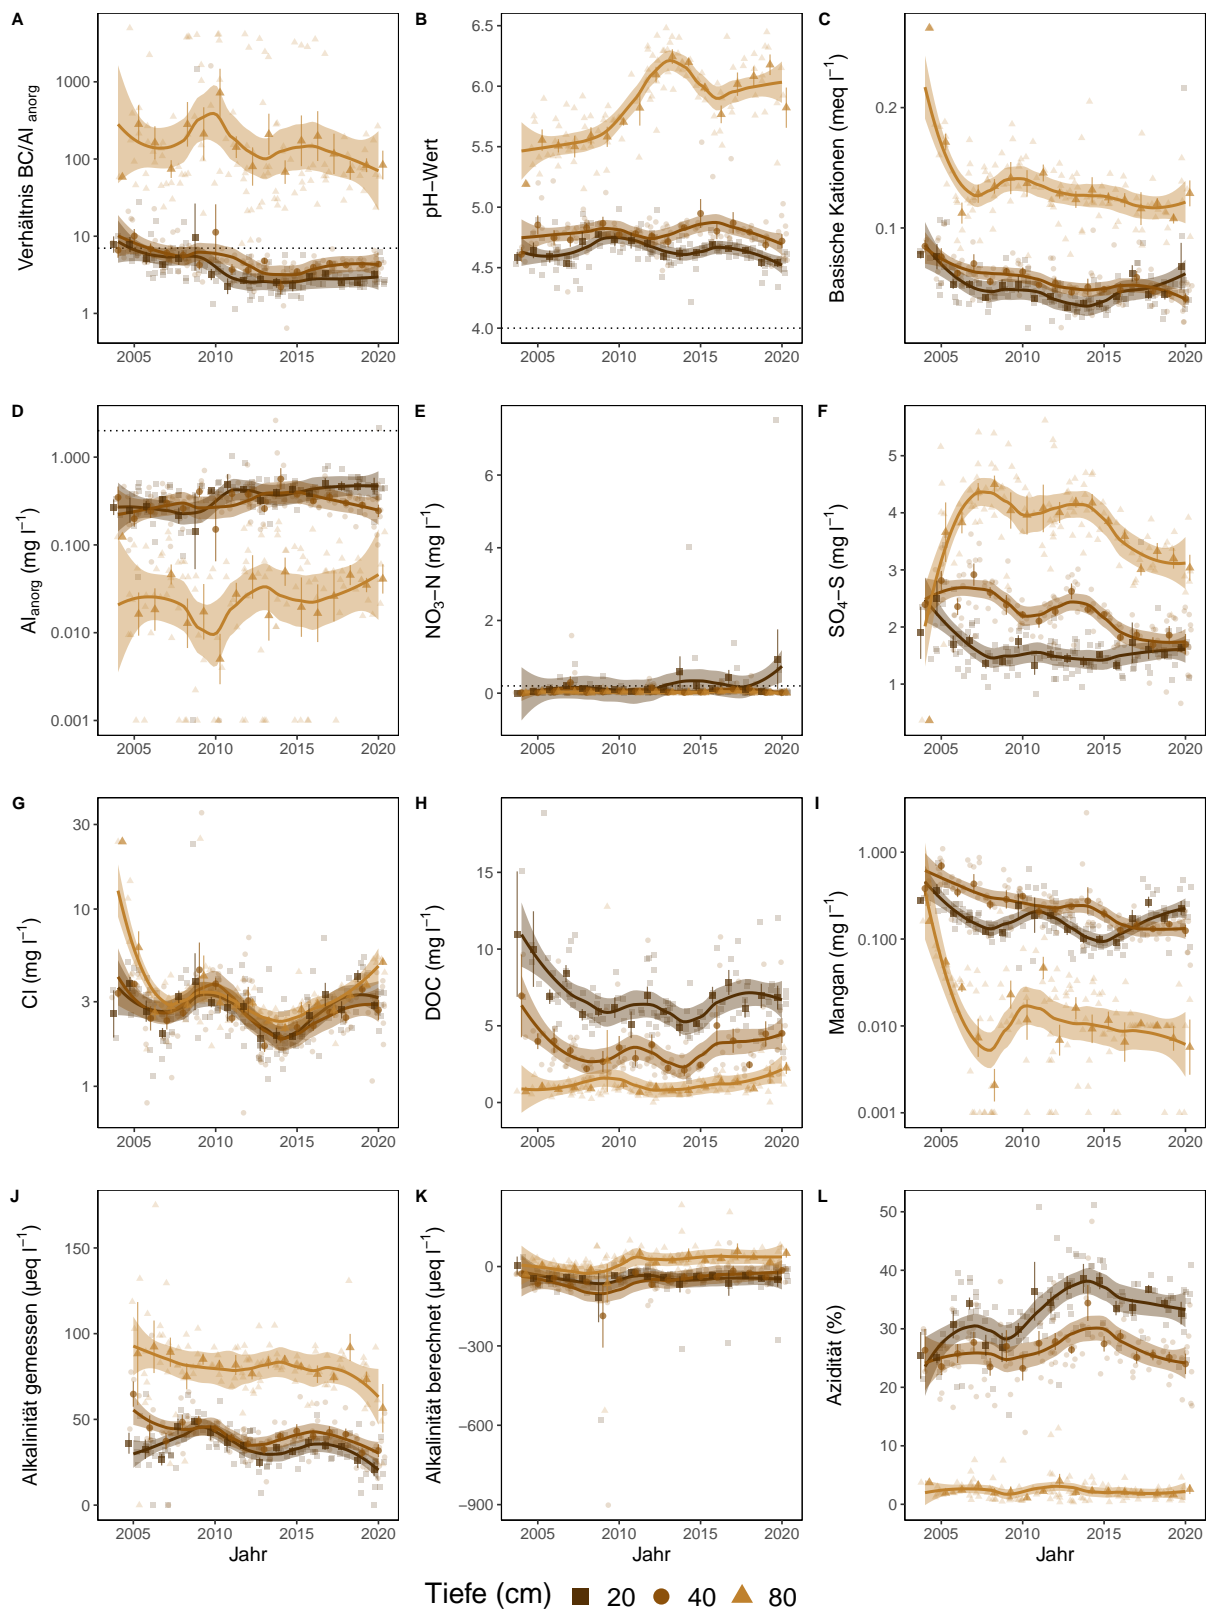 A
Verhältnis BC/Al anorg
1000
100
10
1
2005 2010 2015 2020
B
pH−Wert
6.5
6.0
5.5
5.0
4.5
4.0
2005 2010 2015 2020
C
Basische Kationen (meq l−1)
0.2
0.1
2005 2010 2015 2020
D
Alanorg (mg l−1)
1.000
0.100
0.010
0.001
2005 2010 2015 2020
E
NO3−N (mg l−1)
6
4
2
0
2005 2010 2015 2020
F
SO4−S (mg l−1)
5
4
3
2
1
2005 2010 2015 2020
G
Cl (mg l−1)
30
10
3
1
2005 2010 2015 2020
H
DOC (mg l−1)
15
10
5
0
2005 2010 2015 2020
I
Mangan (mg l−1)
1.000
0.100
0.010
0.001
2005 2010 2015 2020
J
Alkalinität gemessen (µeq l−1)
150
100
50
0
2005 2010 2015 2020
Jahr
K
Alkalinität berechnet (µeq l−1)
0
−300
−600
−900
2005 2010 2015 2020
Jahr
L
Azidität (%)
50
40
30
20
10
0
2005 2010 2015 2020
Jahr
Tiefe (cm) 20 40 80